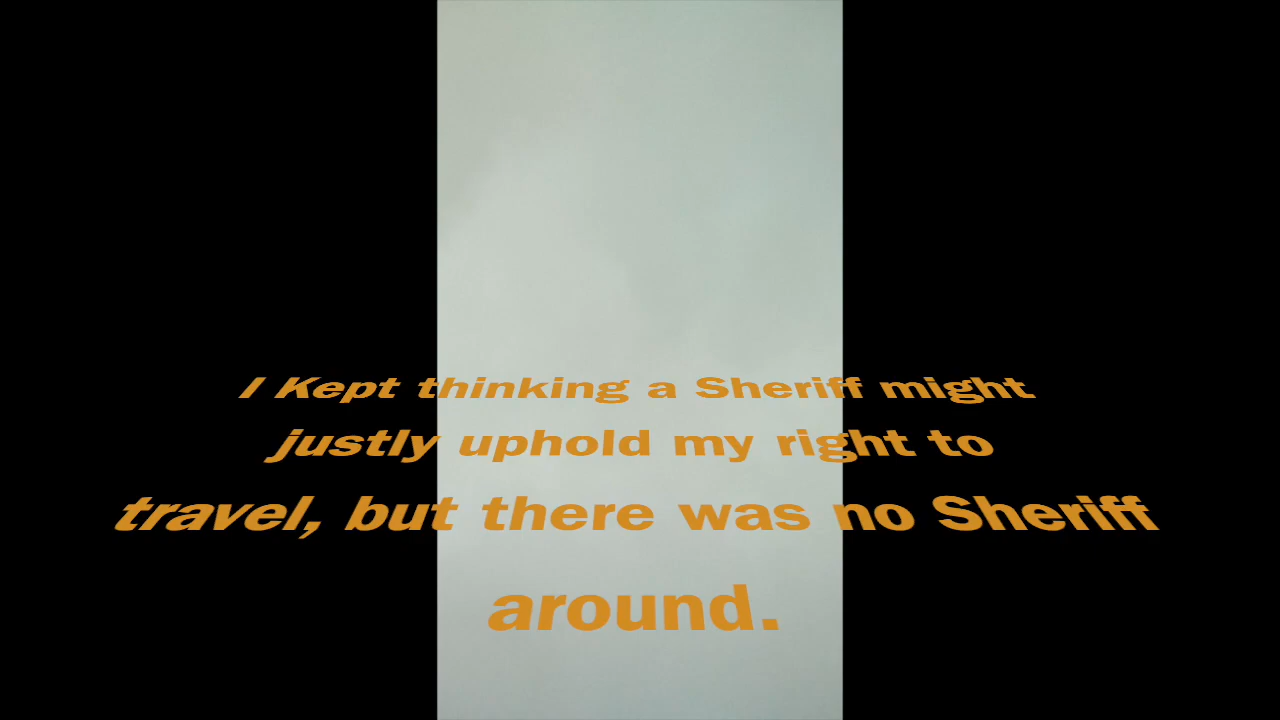 I Kept thinking a Sheriff might
justly uphold my right to
travel, but there was no Sheriff
around.